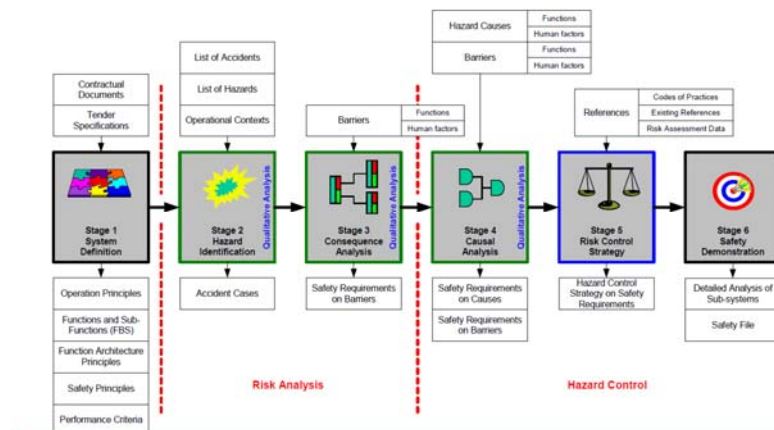 Hazard Causes
Functions
Human factors
Barriers
Functions
Human factors
List of Accidents
List of Hazards
Operational Contexts
Contractual
Documents
Tender
Specifications
Barriers
Functions
Human factors
References
Codes of Practices
Existing References
Risk Assessment Data
Stage 1
System
Definition
Stage 2
Hazard
Identification
Qualitative Analysis
Stage 3
Consequence
Analysis
Qualitative Analysis
Stage 4
Causal
Analysis
Qualitative Analysis
Stage 5
Risk Control
Strategy
Stage 6
Safety
Demonstration
Operation Principles
Functions and Sub-
Functions (FBS)
Function Architecture
Principles
Safety Principles
Performance Criteria
Accident Cases
Safety Requirements
on Barriers
Safety Requirements
on Causes
Safety Requirements
on Barriers
Hazard Control
Strategy on Safety
Requirements
Detailed Analysis of
Sub-systems
Safety File
Risk Analysis
Hazard Control